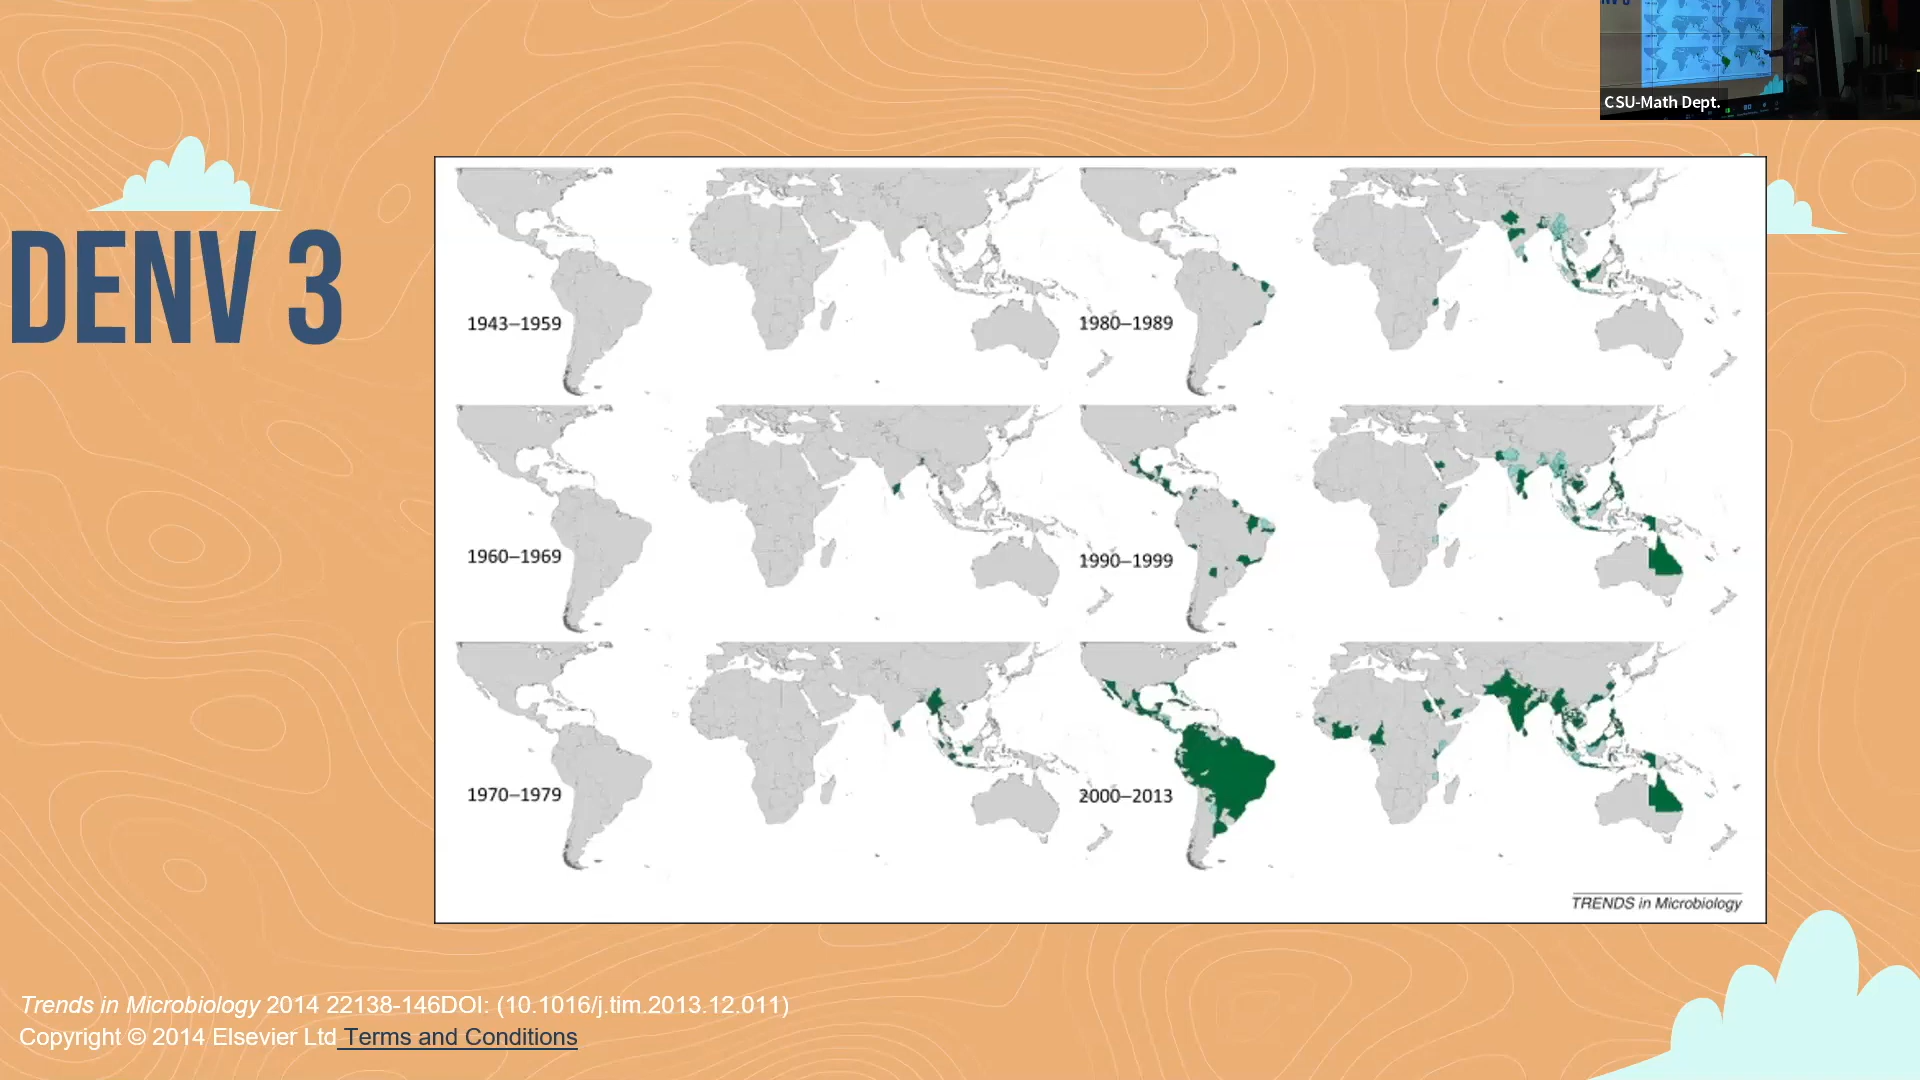 CSU-Math Dept.
DENV 3
1943–1959
1980–1989
1960–1969
1990–1999
1970–1979
2000–2013
TRENDS in Microbiology
Trends in Microbiology 2014 22138-146DOI: (10.1016/j.tim.2013.12.011)
Copyright © 2014 Elsevier Ltd Terms and Conditions